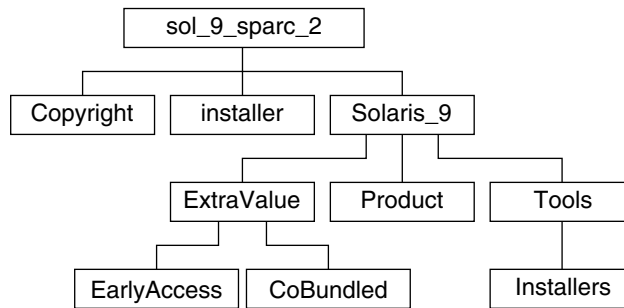 sol_9_sparc_2
Copyright
installer
Solaris_9
ExtraValue
Product
Tools
EarlyAccess
CoBundled
Installers